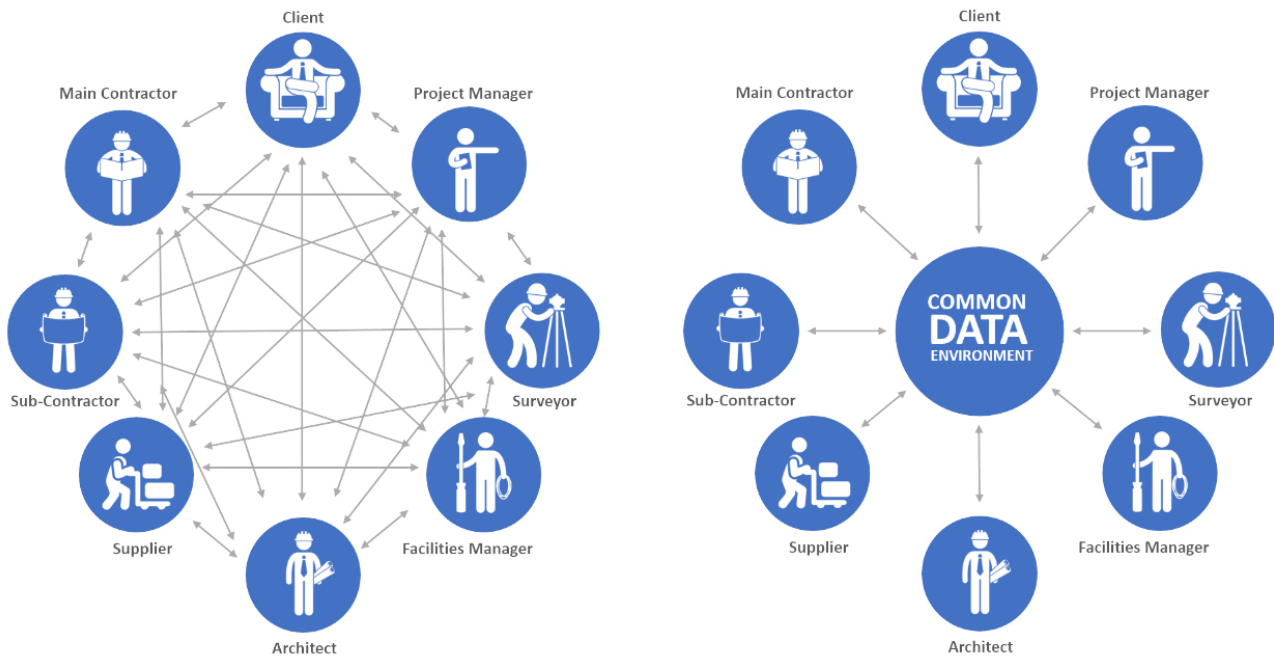 Client
Main Contractor
Project Manager
Sub-Contractor
Surveyor
Supplier
Facilities Manager
Architect
Client
Main Contractor
Project Manager
COMMON
DATA
ENVIRONMENT
Sub-Contractor
Surveyor
Supplier
Facilities Manager
Architect